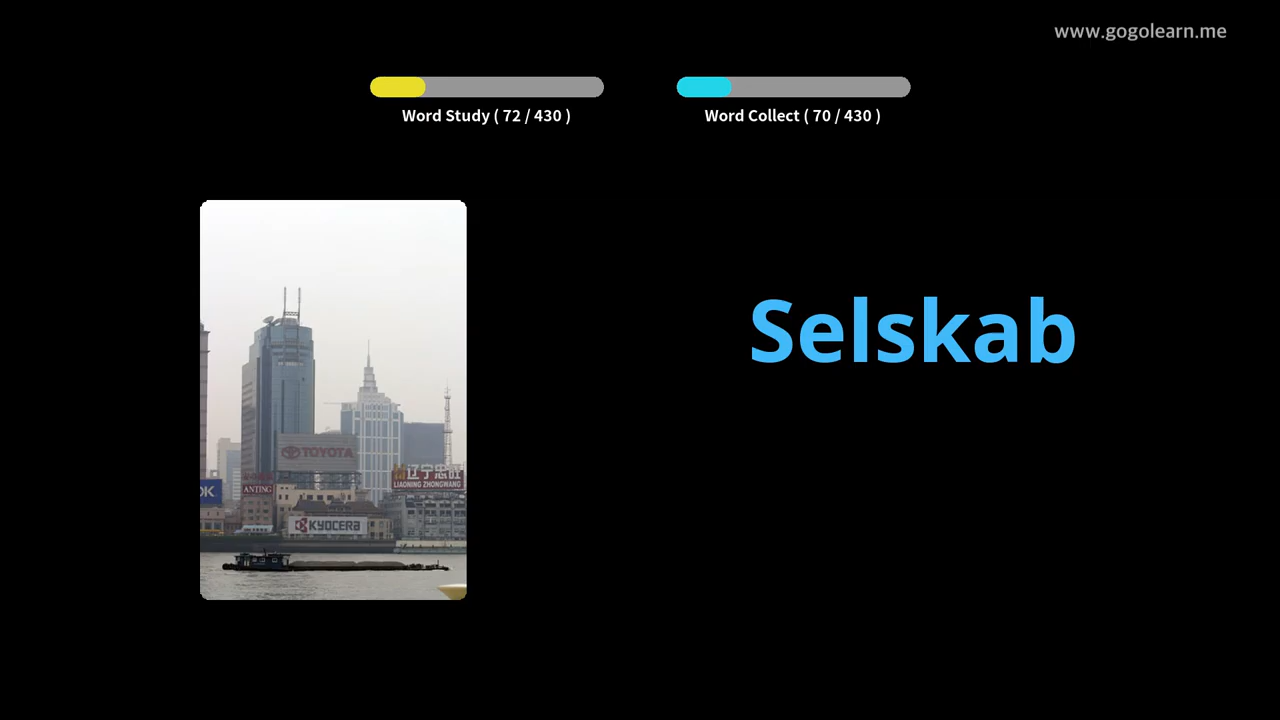 www.gogolearn.me
Word Study ( 72 / 430 )
Word Collect ( 70 / 430 )
Selskab
TOYOTA
辽宁忠旺
LIAONING ZHONGWANG
OK
ANTING
KYOCERA